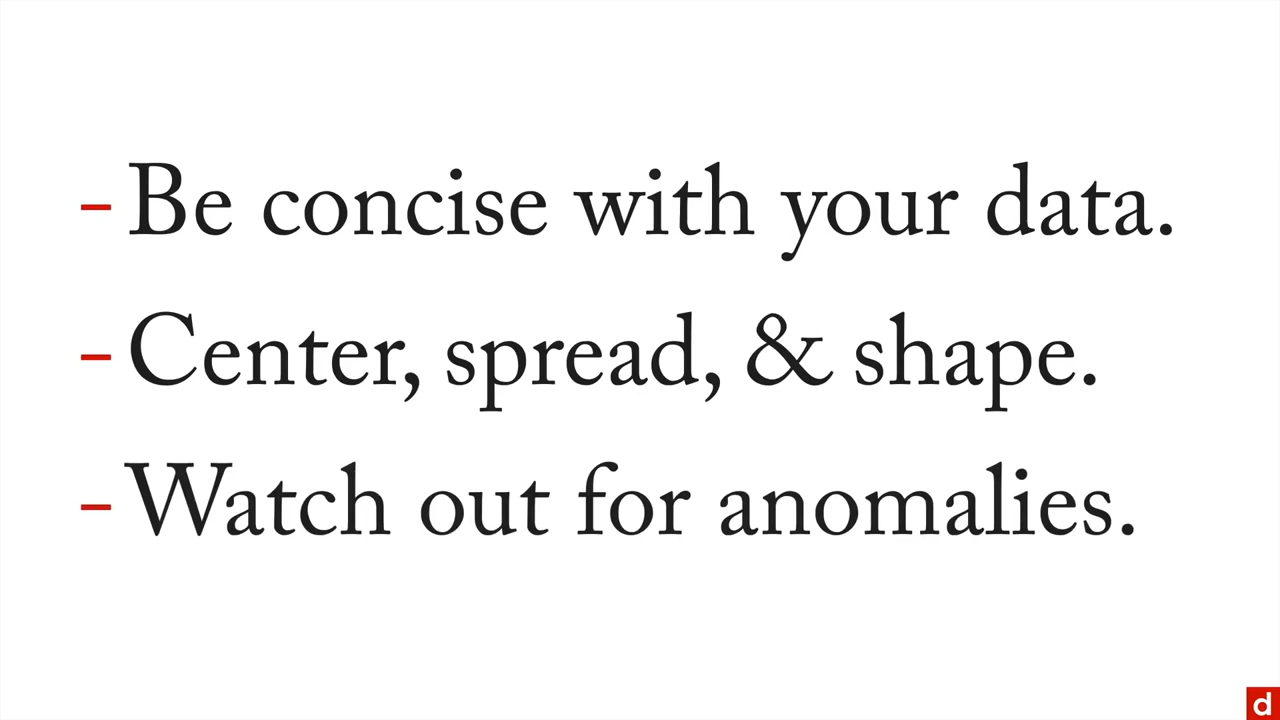 - Be concise with your data.
- Center, spread, & shape.
- Watch out for anomalies.
d